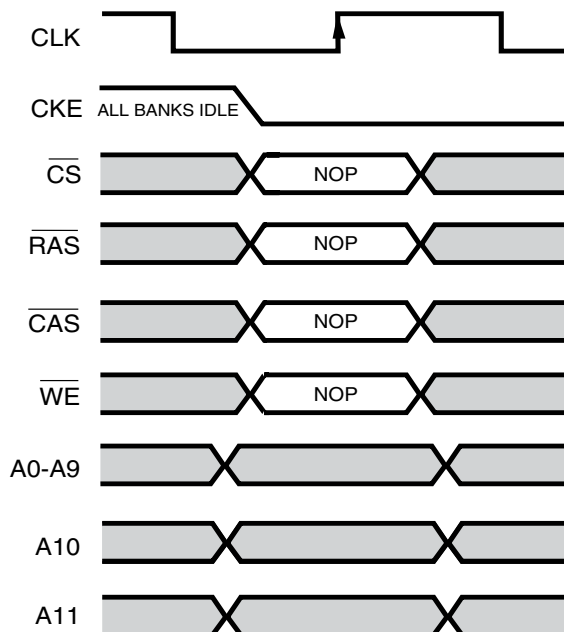 CLK
CKE ALL BANKS IDLE
CS NOP
RAS NOP
CAS NOP
WE NOP
A0-A9
A10
A11